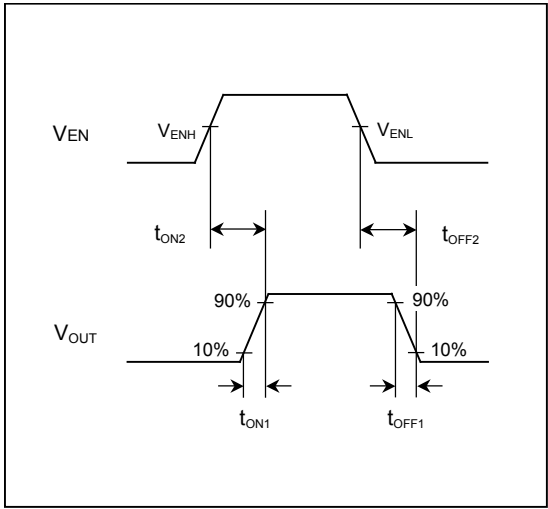 VEN
VENH
VENL
tON2
tOFF2
90%
90%
VOUT
10%
10%
tON1
tOFF1